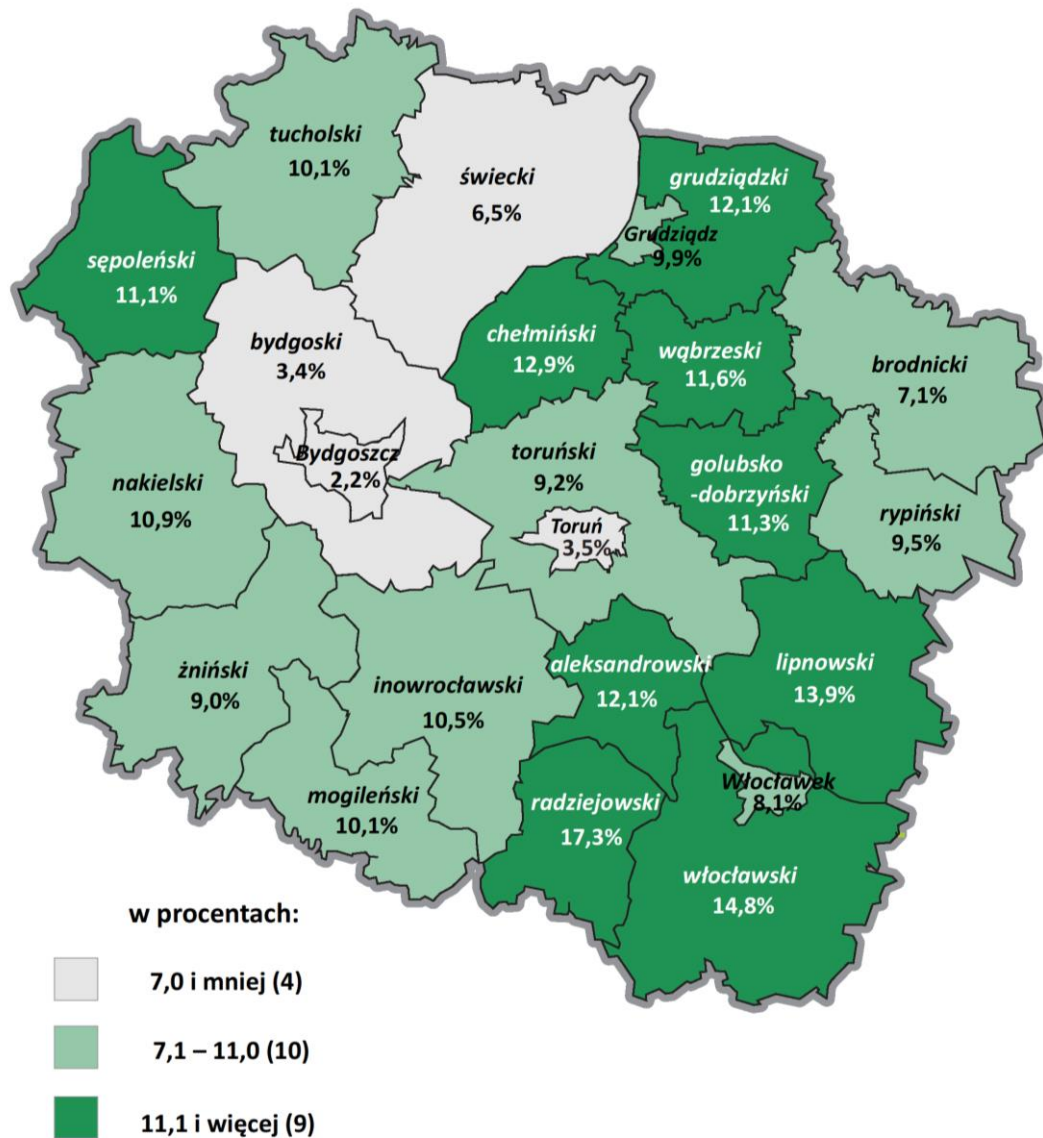 tucholski
10,1%
świecki
6,5%
grudziądzki
12,1%
Grudziądz
9,9%
sępoleński
11,1%
bydgoski
3,4%
chełmiński
12,9%
wąbrzeski
11,6%
brodnicki
7,1%
Bydgoszcz
2,2%
toruński
9,2%
golubsko
-dobrzyński
11,3%
nakielski
10,9%
rypiński
9,5%
Toruń
3,5%
żniński
9,0%
inowrocławski
10,5%
aleksandrowski
12,1%
lipnowski
13,9%
mogileński
10,1%
radziejowski
17,3%
Włocławek
8,1%
włocławski
14,8%
w procentach:
7,0 i mniej (4)
7,1 – 11,0 (10)
11,1 i więcej (9)